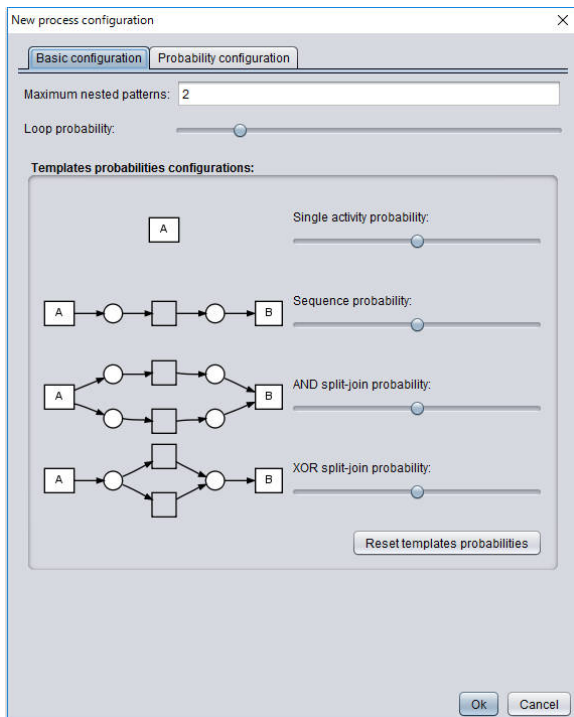 New process configuration
Basic configuration Probability configuration
Maximum nested patterns: 2
Loop probability:
Templates probabilities configurations:
A
Single activity probability:
A B
Sequence probability:
A B
AND split-join probability:
A B
XOR split-join probability:
Reset templates probabilities
Ok Cancel